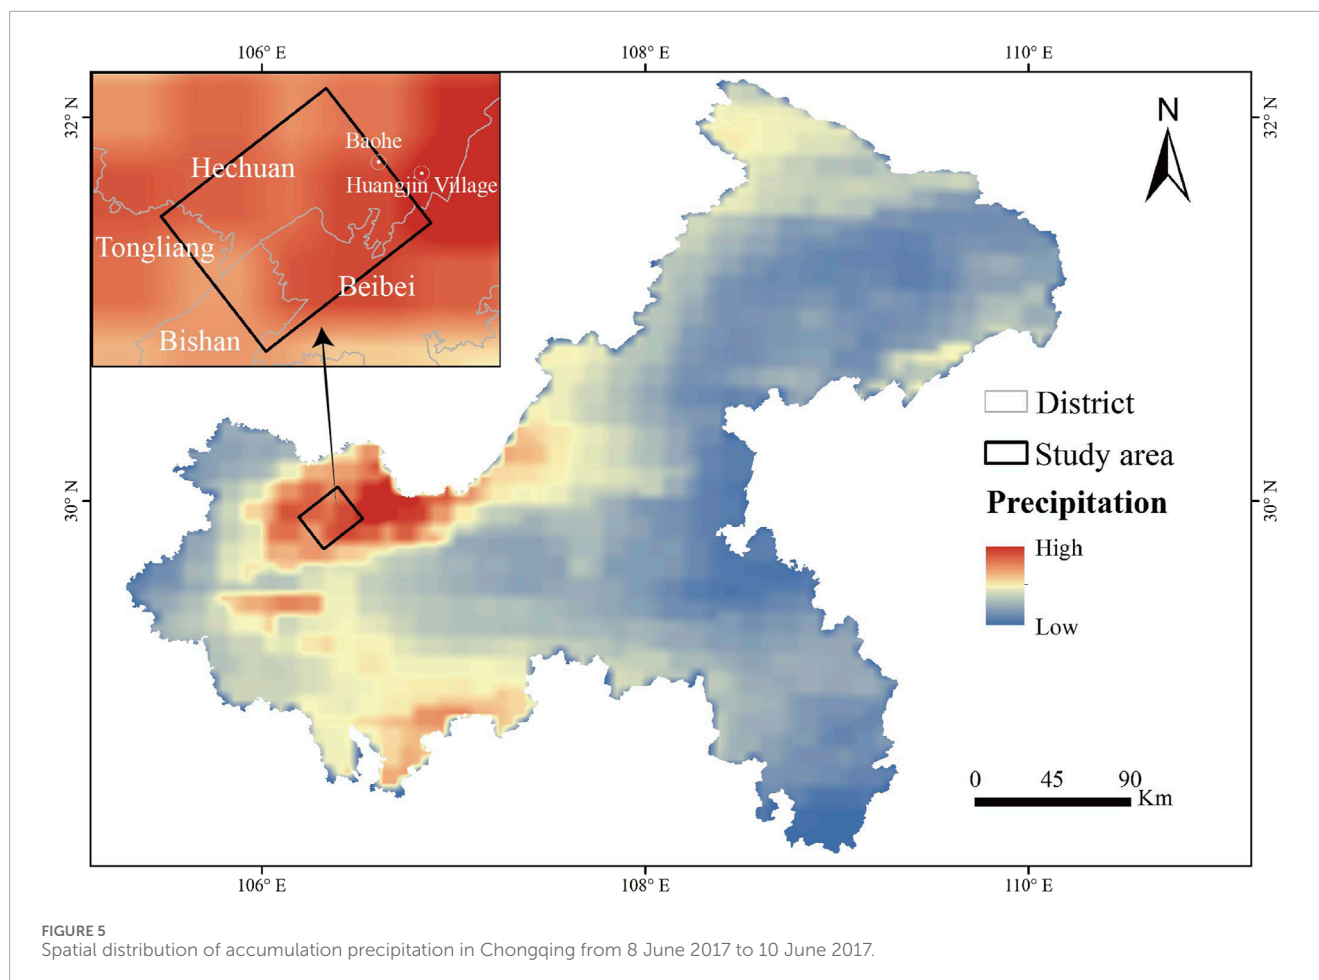 106° E
108° E
110° E
32° N
32° N
N
Baohe
Hechuan
Huangjin Village
Tongliang
Beibei
Bishan
District
Study area
30° N
30° N
Precipitation
High
Low
0 45 90
Km
106° E
108° E
110° E
FIGURE 5
Spatial distribution of accumulation precipitation in Chongqing from 8 June 2017 to 10 June 2017.